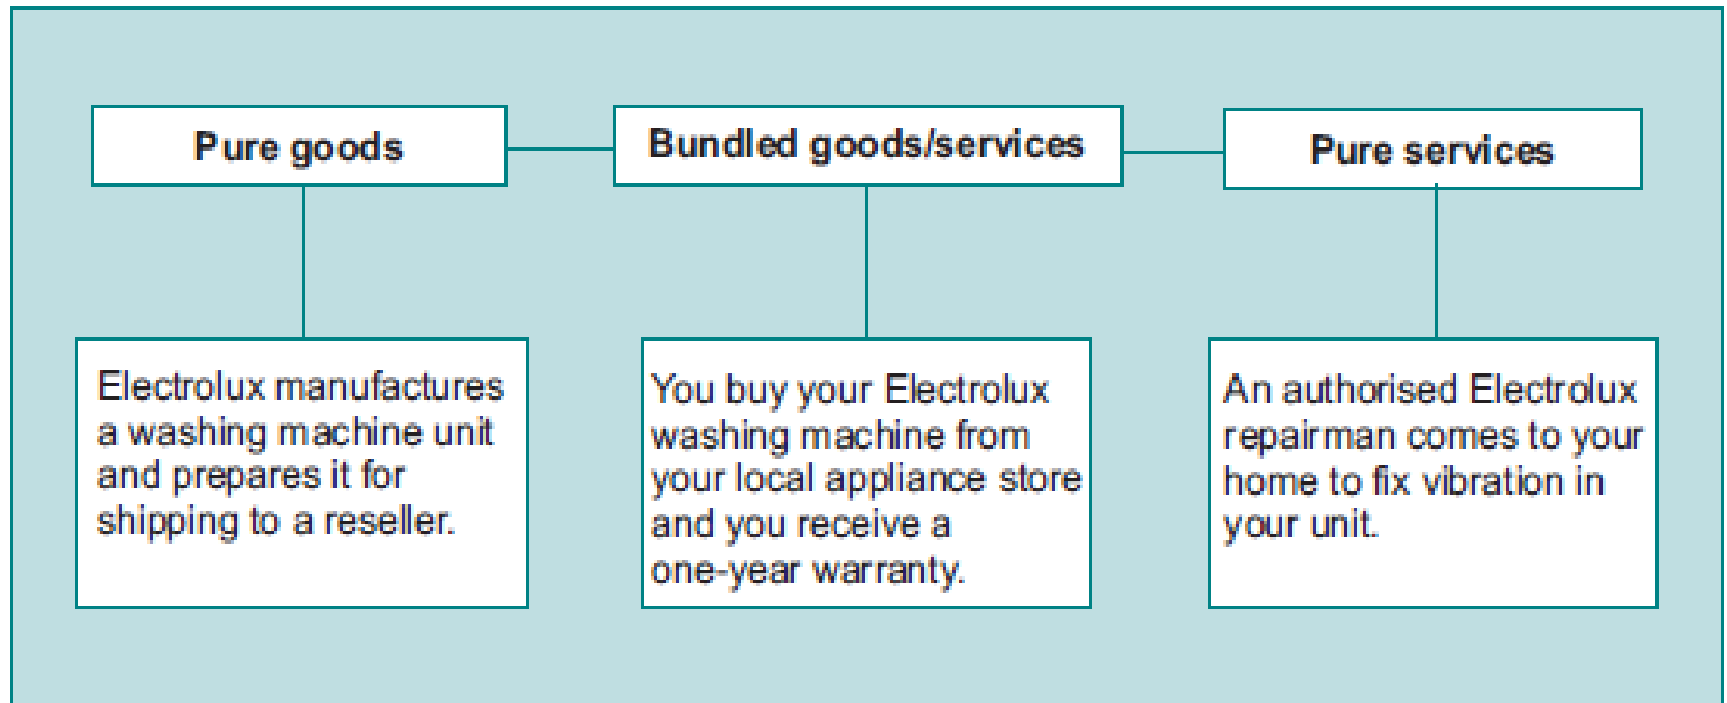 Pure goods
Bundled goods/services
Pure services
Electrolux manufactures
a washing machine unit
and prepares it for
shipping to a reseller.
You buy your Electrolux
washing machine from
your local appliance store
and you receive a
one-year warranty.
An authorised Electrolux
repairman comes to your
home to fix vibration in
your unit.